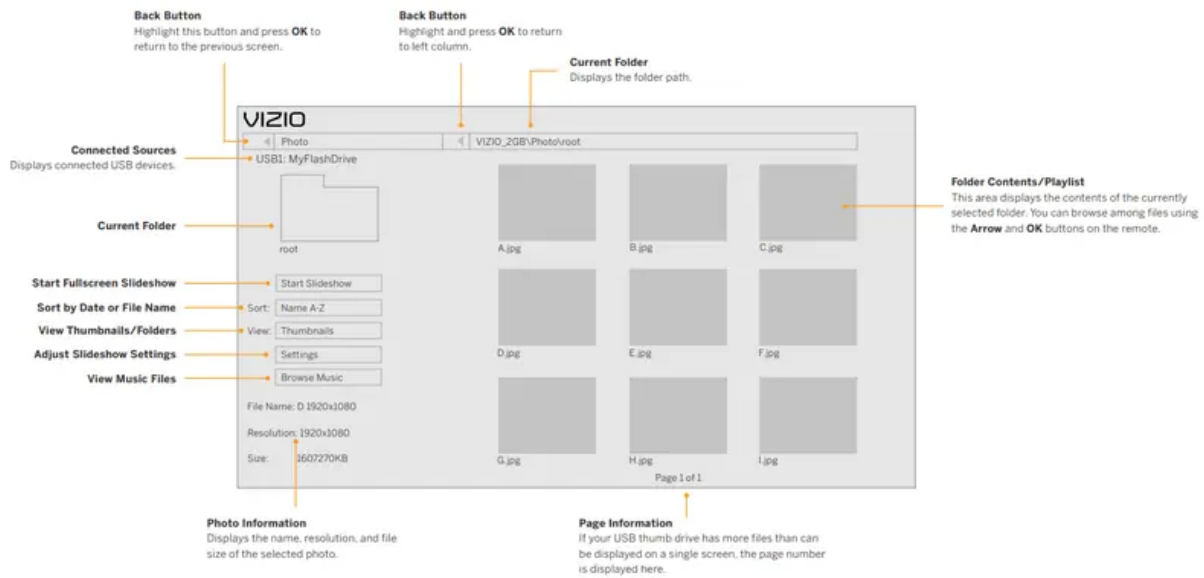 Back Button
Highlight this button and press OK to
return to the previous screen.
Back Button
Highlight and press OK to return
to left column.
Current Folder
Displays the folder path.
VIZIO
Photo
VIZIO_2GB\Photo\root
Connected Sources
Displays connected USB devices.
USB1: MyFlashDrive
Current Folder
root
Start Fullscreen Slideshow
Start Slideshow
Sort by Date or File Name
Sort: Name A-Z
View Thumbnails/Folders
View: Thumbnails
Adjust Slideshow Settings
Settings
View Music Files
Browse Music
File Name: D 1920x1080
Resolution: 1920x1080
Size: 1607270KB
A.jpg
B.jpg
C.jpg
D.jpg
E.jpg
F.jpg
G.jpg
H.jpg
I.jpg
Page 1 of 1
Folder Contents/Playlist
This area displays the contents of the currently
selected folder. You can browse among files using
the Arrow and OK buttons on the remote.
Photo Information
Displays the name, resolution, and file
size of the selected photo.
Page Information
If your USB thumb drive has more files than can
be displayed on a single screen, the page number
is displayed here.